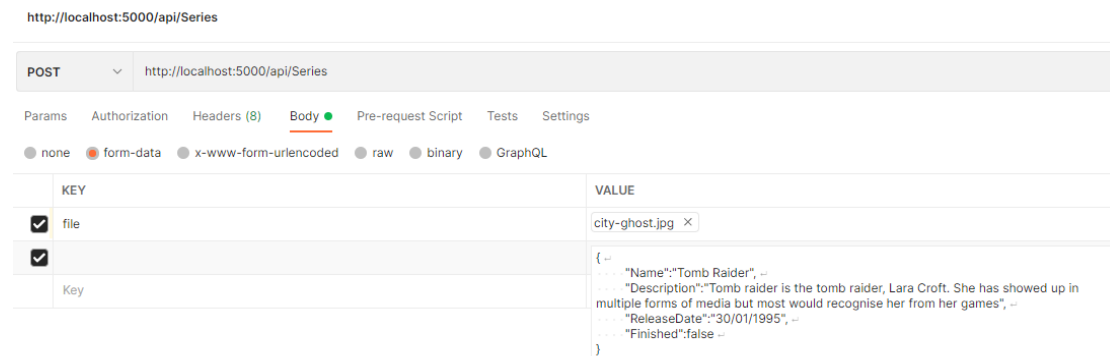 http://localhost:5000/api/Series
POST http://localhost:5000/api/Series
Params Authorization Headers (8) Body Pre-request Script Tests Settings
none form-data x-www-form-urlencoded raw binary GraphQL
KEY VALUE
file city-ghost.jpg ×
{
"Name":"Tomb Raider",
"Description":"Tomb raider is the tomb raider, Lara Croft. She has showed up in
multiple forms of media but most would recognise her from her games",
"ReleaseDate":"30/01/1995",
"Finished":false
}
Key